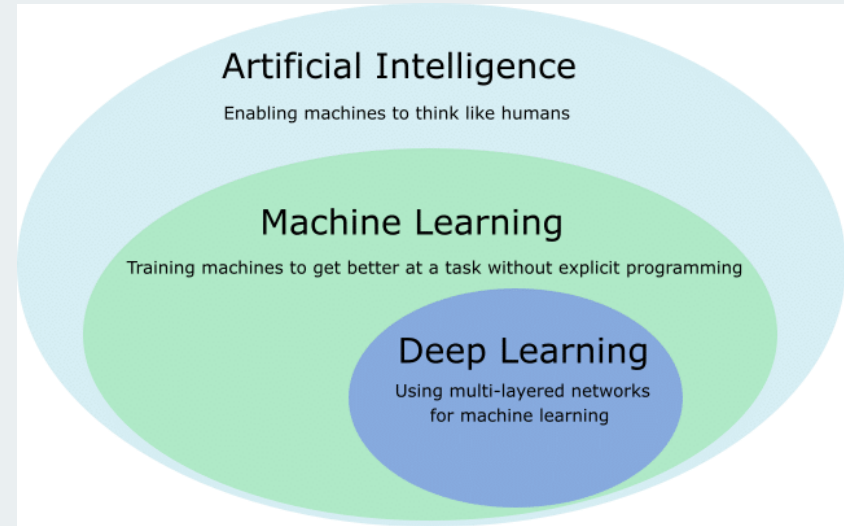 Artificial Intelligence
Enabling machines to think like humans
Machine Learning
Training machines to get better at a task without explicit programming
Deep Learning
Using multi-layered networks
for machine learning